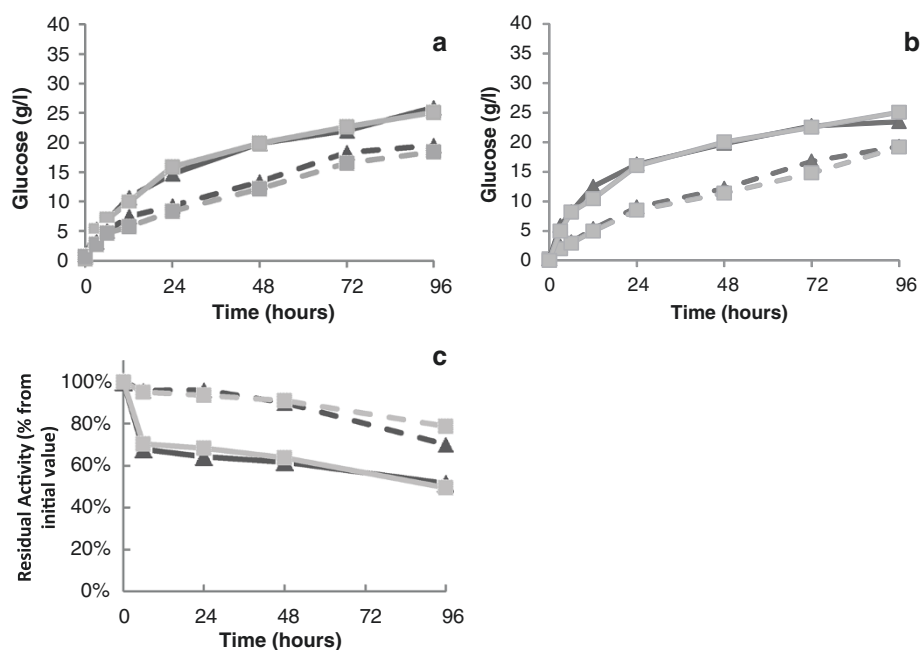 a
Glucose (g/l)
40
35
30
25
20
15
10
5
0
0 24 48 72 96
Time (hours)
b
Glucose (g/l)
40
35
30
25
20
15
10
5
0
0 24 48 72 96
Time (hours)
c
Residual Activity (% from
initial value)
100%
80%
60%
40%
20%
0%
0 24 48 72 96
Time (hours)